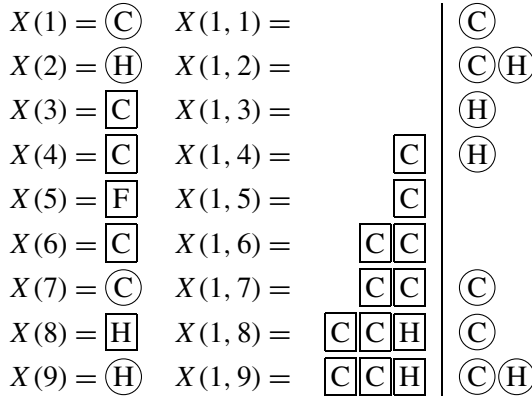 X(1) = Ⓒ X(1, 1) = Ⓒ
X(2) = Ⓗ X(1, 2) = Ⓒ Ⓗ
X(3) = C X(1, 3) = Ⓗ
X(4) = C X(1, 4) = C Ⓗ
X(5) = F X(1, 5) = C
X(6) = C X(1, 6) = C C
X(7) = Ⓒ X(1, 7) = C C Ⓒ
X(8) = H X(1, 8) = C C H Ⓒ
X(9) = Ⓗ X(1, 9) = C C H Ⓒ Ⓗ